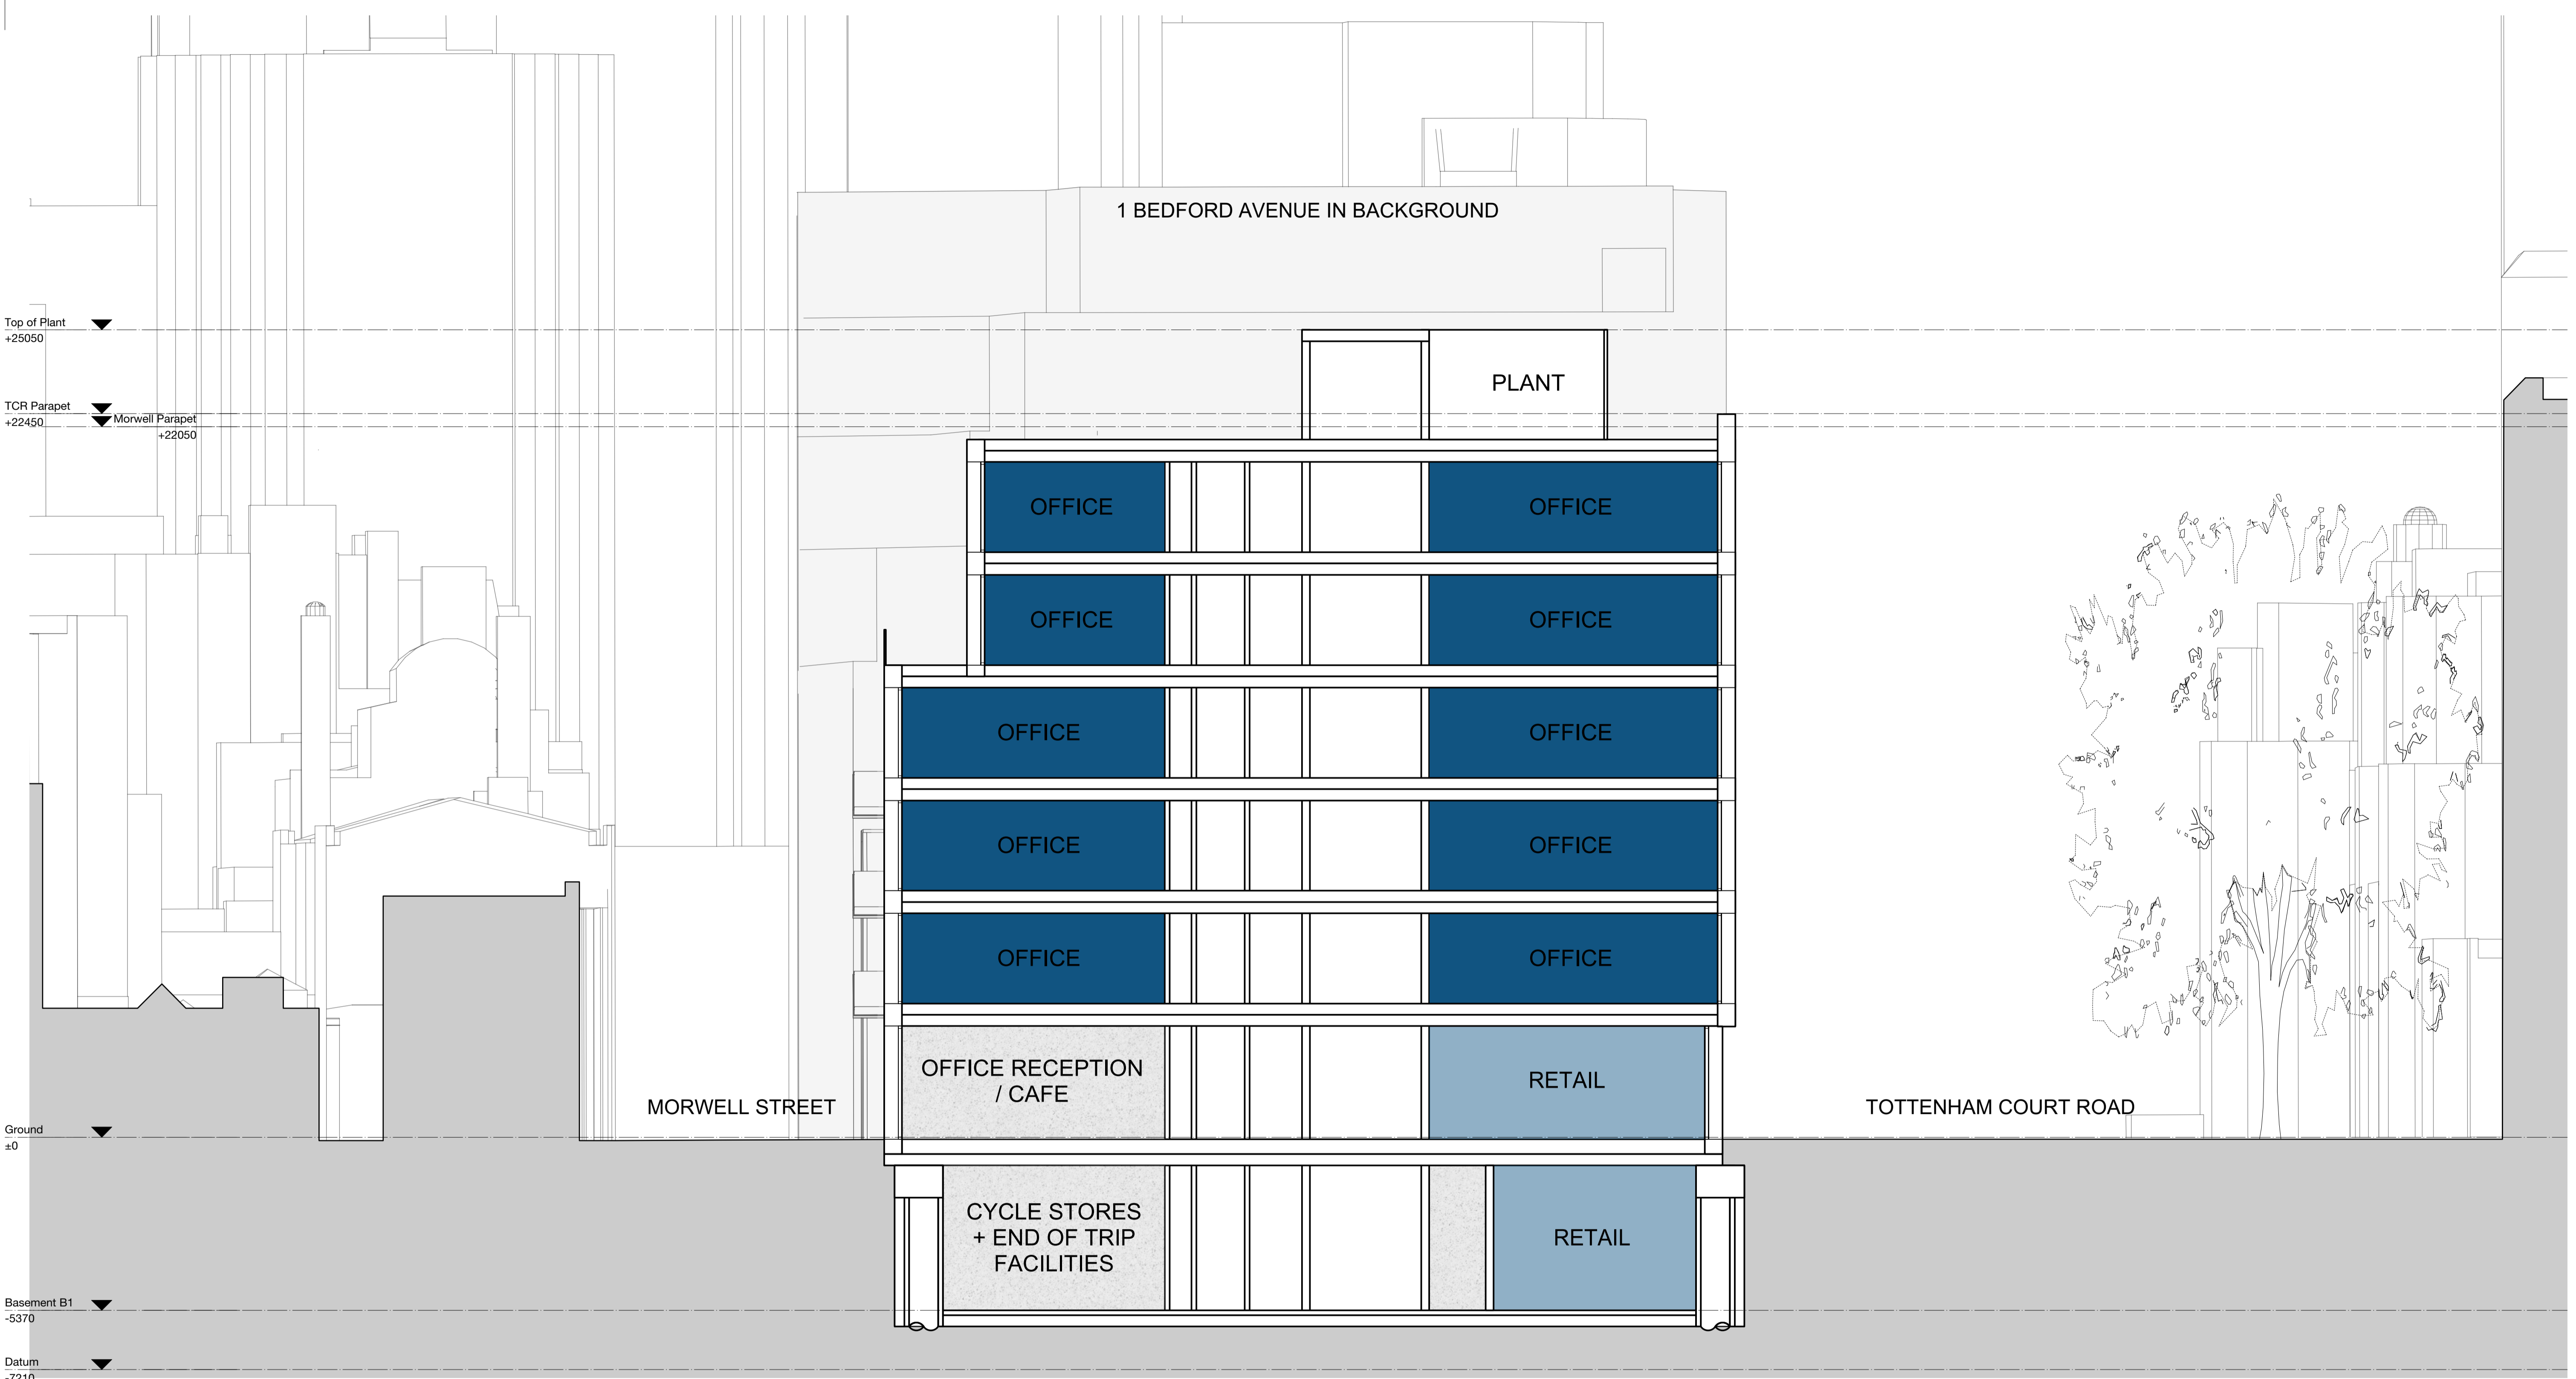 1 BEDFORD AVENUE IN BACKGROUND
Top of Plant
+25050
PLANT
TCR Parapet
+22450
Morwell Parapet
+22050
OFFICE
OFFICE
OFFICE
OFFICE
OFFICE
OFFICE
OFFICE
OFFICE
OFFICE
OFFICE
OFFICE RECEPTION
/ CAFE
RETAIL
MORWELL STREET
TOTTENHAM COURT ROAD
Ground
±0
CYCLE STORES
+ END OF TRIP
FACILITIES
RETAIL
Basement B1
-5370
Datum
-7210